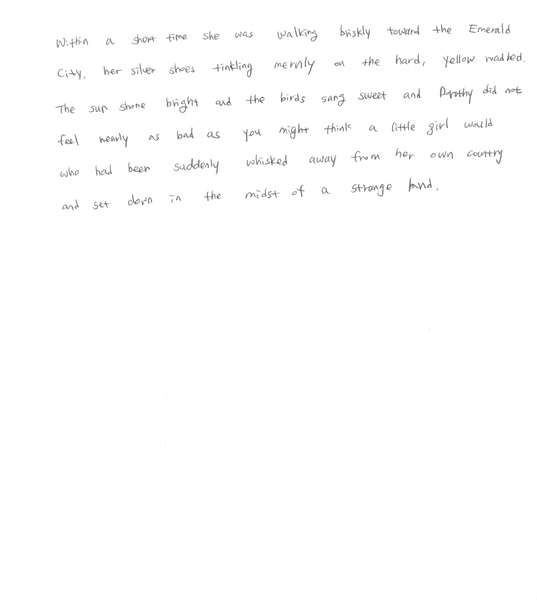 Within a short time she was walking briskly toward the Emerald
City, her silver shoes tinkling merrily on the hard, yellow roadbed.
The sun shone bright and the birds sang sweet and Dorothy did not
feel nearly as bad as you might think a little girl would
who had been suddenly whisked away from her own country
and set down in the midst of a strange land.